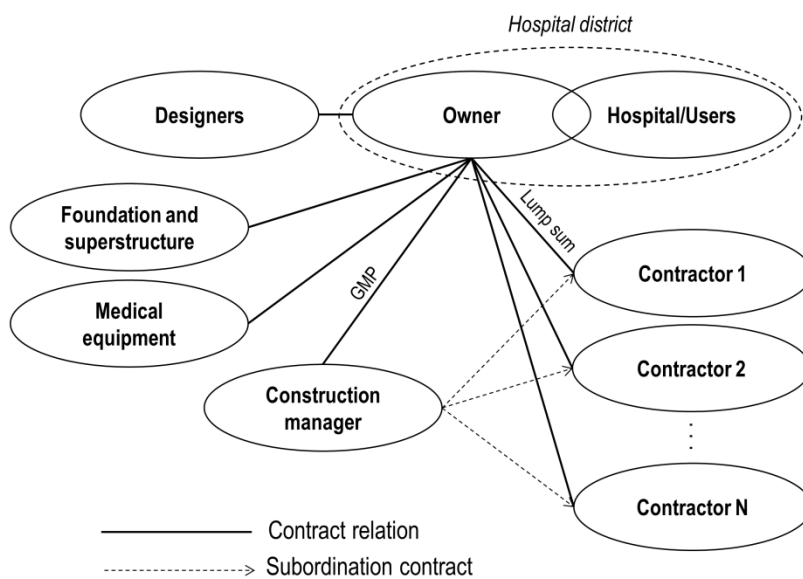 Hospital district
Designers
Owner
Hospital/Users
Foundation and
superstructure
Lump sum
GMP
Contractor 1
Medical
equipment
Contractor 2
Construction
manager
Contractor N
Contract relation
Subordination contract